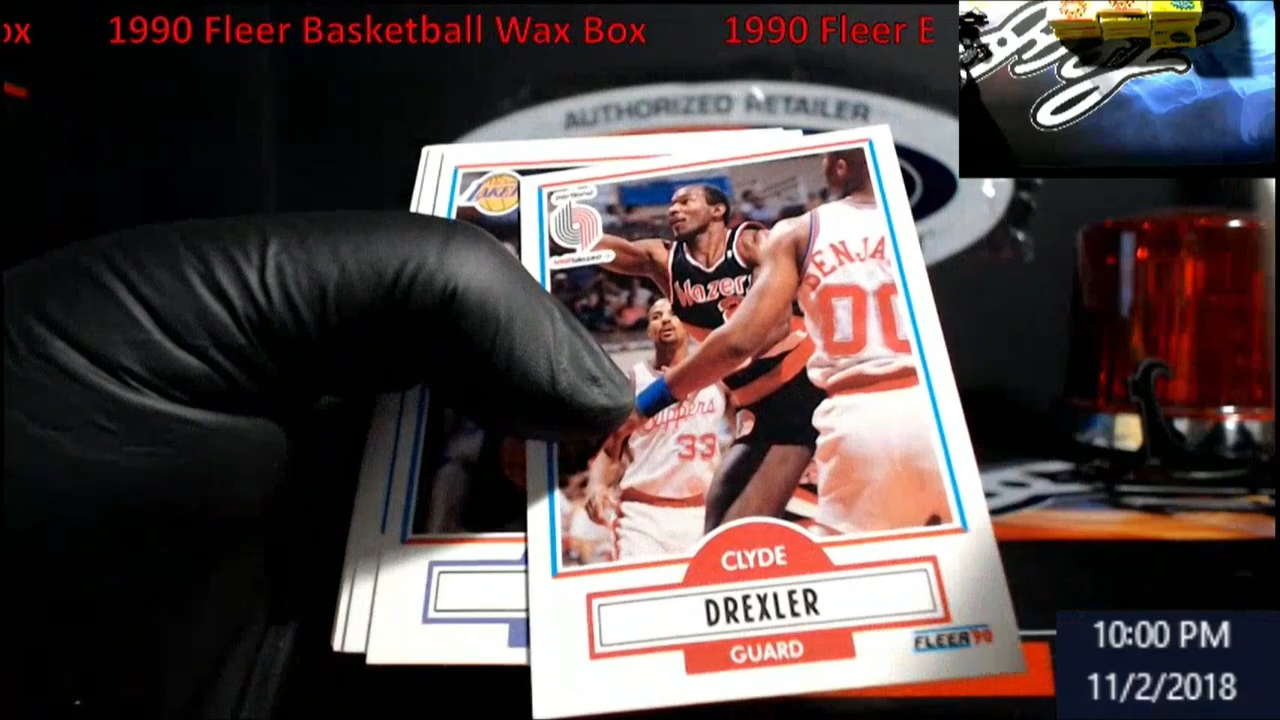 ox 1990 Fleer Basketball Wax Box 1990 Fleer E
AUTHORIZED RETAILER
LAKE
Blazers
BENJA
00
Clippers
33
CLYDE
DREXLER
GUARD
FLEER 90
10:00 PM
11/2/2018